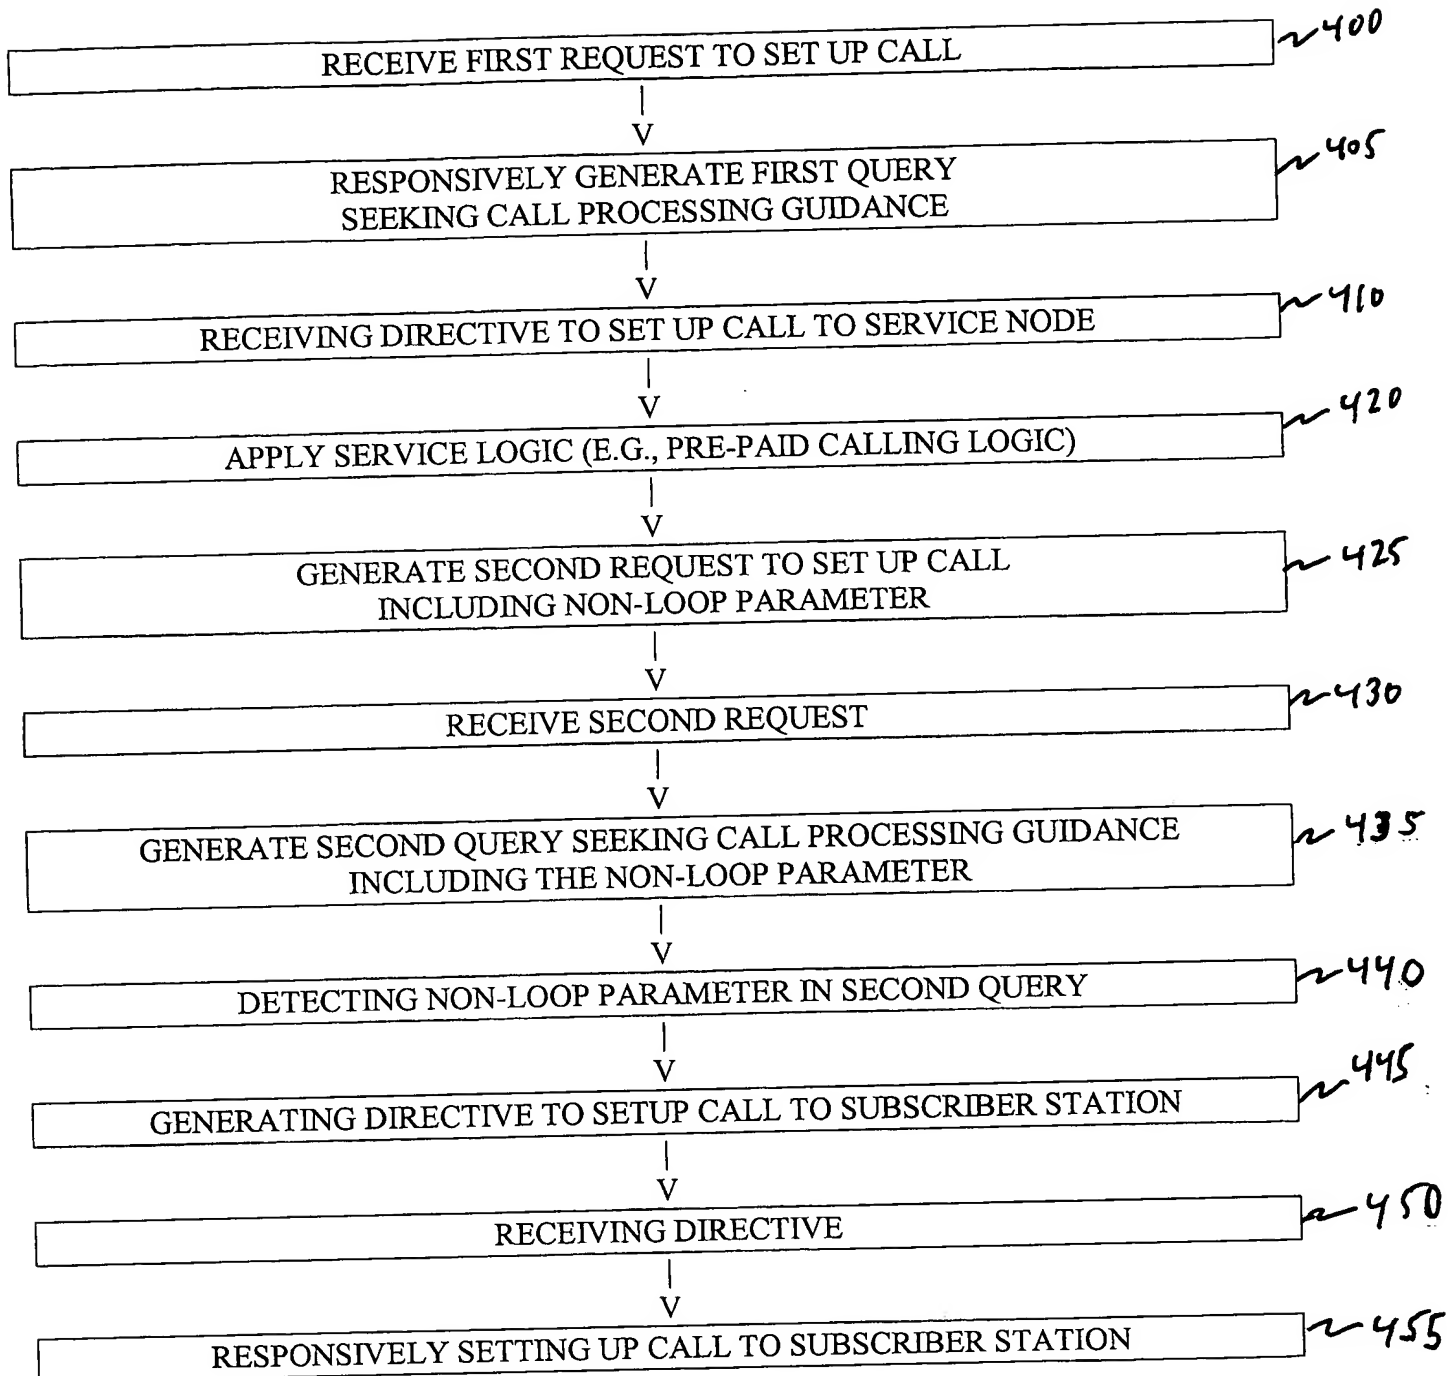 RECEIVE FIRST REQUEST TO SET UP CALL
400
V
RESPONSIVELY GENERATE FIRST QUERY
SEEKING CALL PROCESSING GUIDANCE
405
V
RECEIVING DIRECTIVE TO SET UP CALL TO SERVICE NODE
410
V
APPLY SERVICE LOGIC (E.G., PRE-PAID CALLING LOGIC)
420
V
GENERATE SECOND REQUEST TO SET UP CALL
INCLUDING NON-LOOP PARAMETER
425
V
RECEIVE SECOND REQUEST
430
V
GENERATE SECOND QUERY SEEKING CALL PROCESSING GUIDANCE
INCLUDING THE NON-LOOP PARAMETER
435
V
DETECTING NON-LOOP PARAMETER IN SECOND QUERY
440
V
GENERATING DIRECTIVE TO SETUP CALL TO SUBSCRIBER STATION
445
V
RECEIVING DIRECTIVE
450
V
RESPONSIVELY SETTING UP CALL TO SUBSCRIBER STATION
455